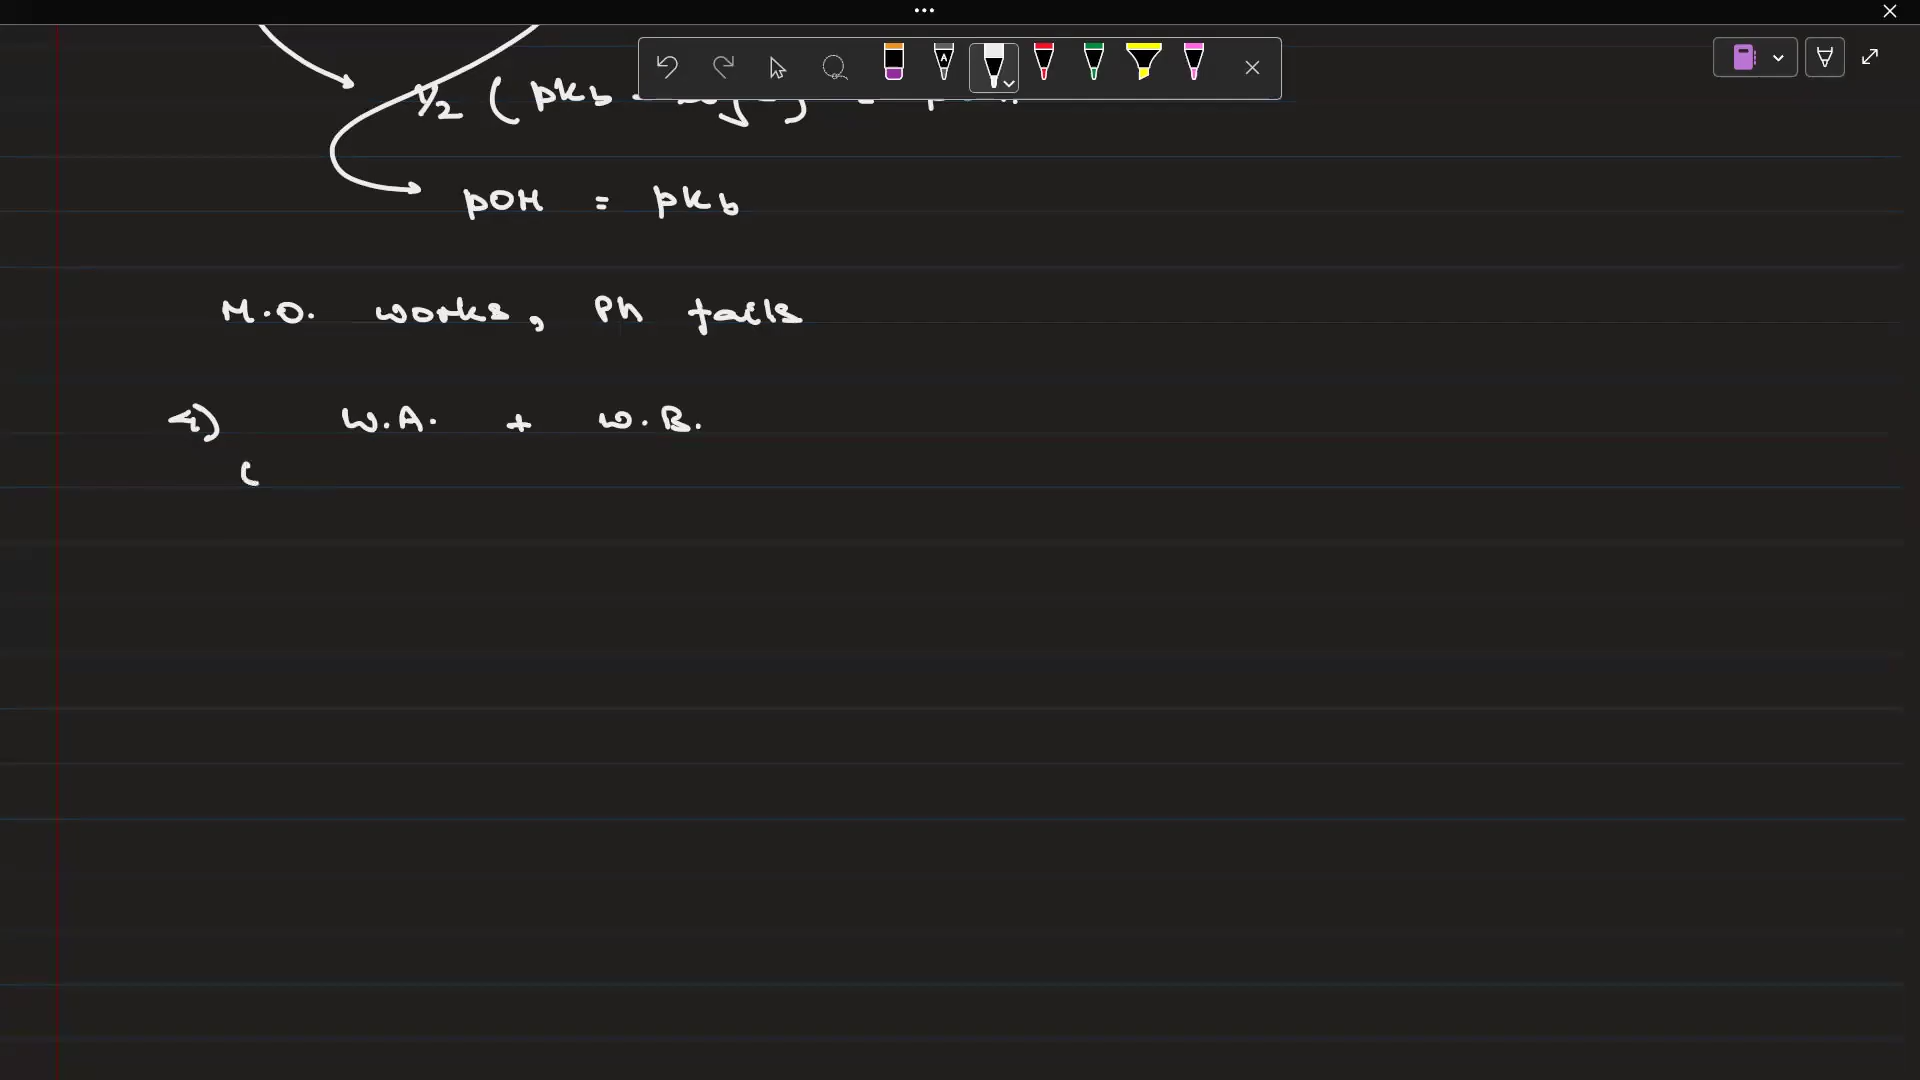 1/2 ( pkb
pOH = pkb
M.O. works, Ph fails
4) W.A. + W.B.
(